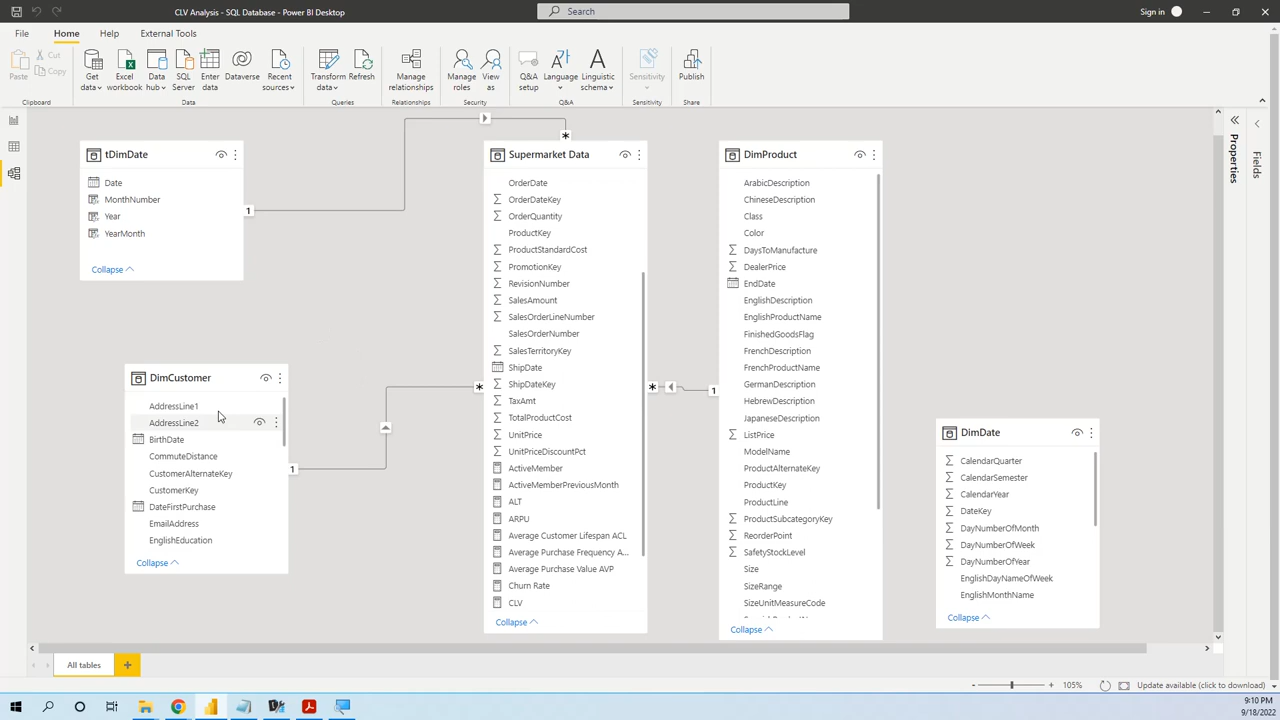 CLV Analysis - SQL Database - Power BI Desktop
Search
Sign in
File
Home
Help
External Tools
Paste
Cut
Copy
Get data
Excel workbook
Data hub
SQL Server
Enter data
Dataverse
Recent sources
Transform data
Refresh
Manage relationships
Manage roles
View as
Q&A setup
Language
Linguistic schema
Sensitivity
Publish
Clipboard
Data
Queries
Relationships
Security
Q&A
Sensitivity
Share
tDimDate
Date
MonthNumber
Year
YearMonth
Collapse
1
*
DimCustomer
AddressLine1
AddressLine2
BirthDate
CommuteDistance
CustomerAlternateKey
CustomerKey
DateFirstPurchase
EmailAddress
EnglishEducation
Collapse
1
*
Supermarket Data
OrderDate
OrderDateKey
OrderQuantity
ProductKey
ProductStandardCost
PromotionKey
RevisionNumber
SalesAmount
SalesOrderLineNumber
SalesOrderNumber
SalesTerritoryKey
ShipDate
ShipDateKey
TaxAmt
TotalProductCost
UnitPrice
UnitPriceDiscountPct
ActiveMember
ActiveMemberPreviousMonth
ALT
ARPU
Average Customer Lifespan ACL
Average Purchase Frequency A...
Average Purchase Value AVP
Churn Rate
CLV
Collapse
*
1
DimProduct
ArabicDescription
ChineseDescription
Class
Color
DaysToManufacture
DealerPrice
EndDate
EnglishDescription
EnglishProductName
FinishedGoodsFlag
FrenchDescription
FrenchProductName
GermanDescription
HebrewDescription
JapaneseDescription
ListPrice
ModelName
ProductAlternateKey
ProductKey
ProductLine
ProductSubcategoryKey
ReorderPoint
SafetyStockLevel
Size
SizeRange
SizeUnitMeasureCode
Collapse
DimDate
CalendarQuarter
CalendarSemester
CalendarYear
DateKey
DayNumberOfMonth
DayNumberOfWeek
DayNumberOfYear
EnglishDayNameOfWeek
EnglishMonthName
Collapse
Properties
Fields
All tables
105%
Update available (click to download)
9:10 PM
9/18/2022